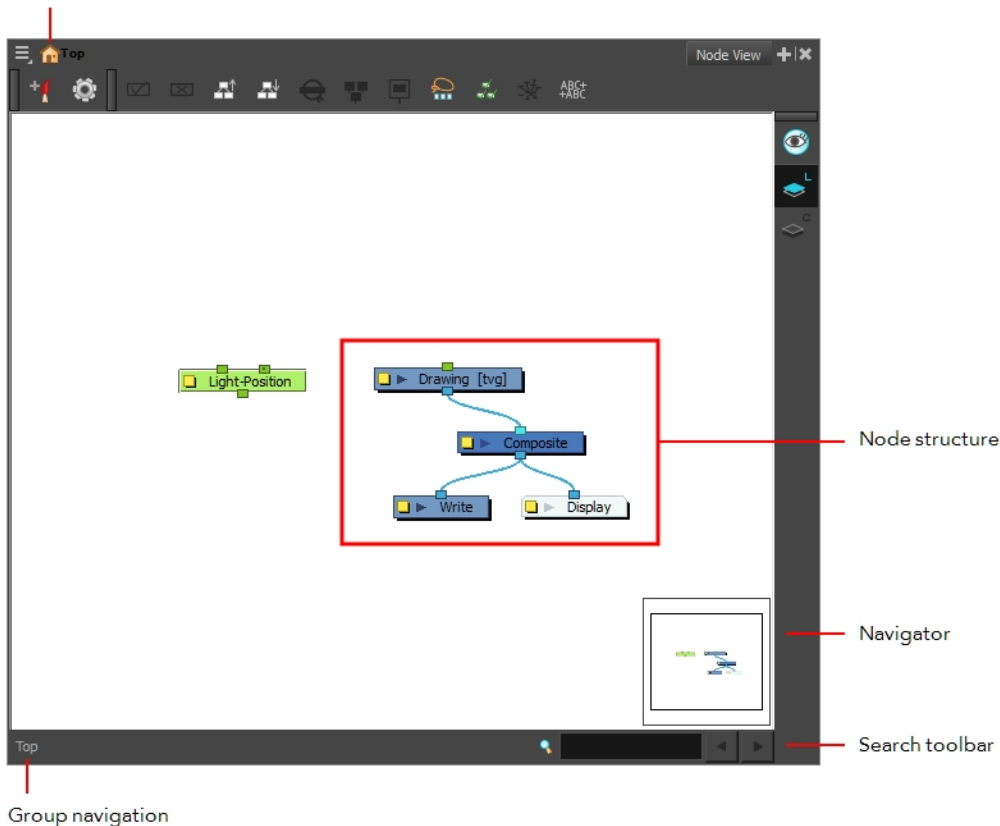 Top
Node View
ABC+
+ABC
L
C
Light-Position
Drawing [tvg]
Composite
Write
Display
Node structure
Navigator
Top
Search toolbar
Group navigation